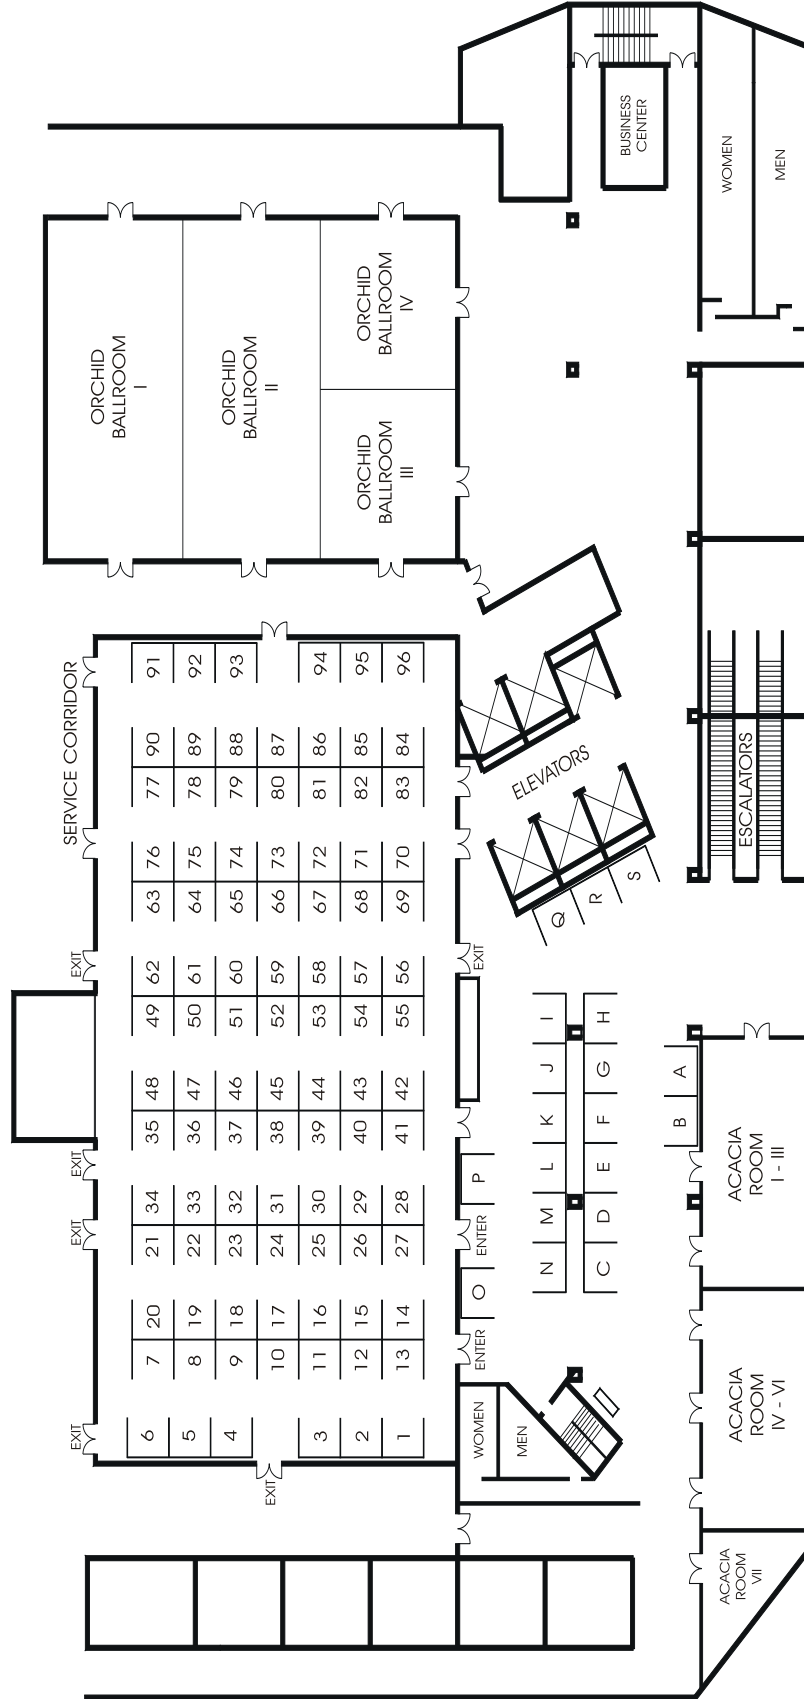 BUSINESS
CENTER
WOMEN
MEN
ORCHID
BALLROOM
I
ORCHID
BALLROOM
II
ORCHID
BALLROOM
IV
ORCHID
BALLROOM
III
SERVICE CORRIDOR
91
92
93
94
95
96
90
89
88
87
86
85
84
77
78
79
80
81
82
83
76
75
74
73
72
71
70
63
64
65
66
67
68
69
62
61
60
59
58
57
56
49
50
51
52
53
54
55
48
47
46
45
44
43
42
35
36
37
38
39
40
41
34
33
32
31
30
29
28
21
22
23
24
25
26
27
20
19
18
17
16
15
14
7
8
9
10
11
12
13
6
5
4
3
2
1
EXIT
EXIT
EXIT
EXIT
EXIT
EXIT
ENTER
ENTER
ELEVATORS
ESCALATORS
Q
R
S
I
J
K
L
M
N
H
G
F
E
D
C
A
B
P
O
WOMEN
MEN
ACACIA
ROOM
I - III
ACACIA
ROOM
IV - VI
ACACIA
ROOM
VII